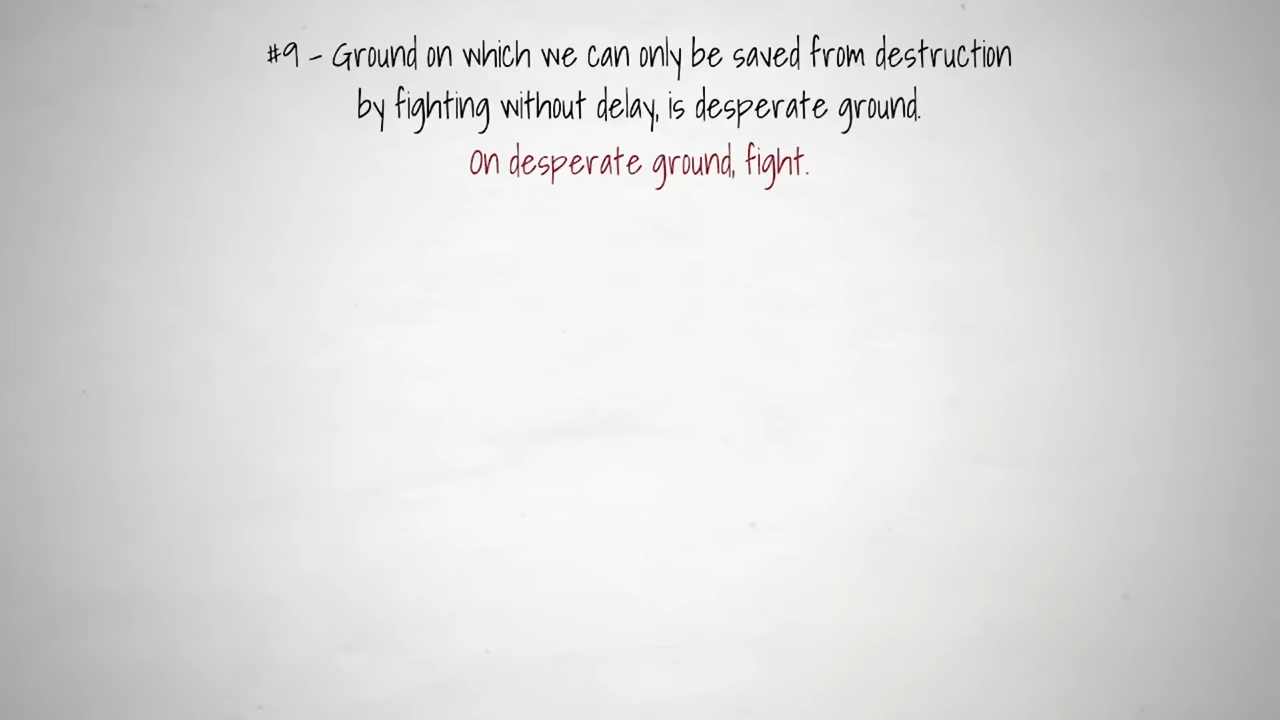 #9 - Ground on which we can only be saved from destruction
by fighting without delay, is desperate ground.
On desperate ground, fight.